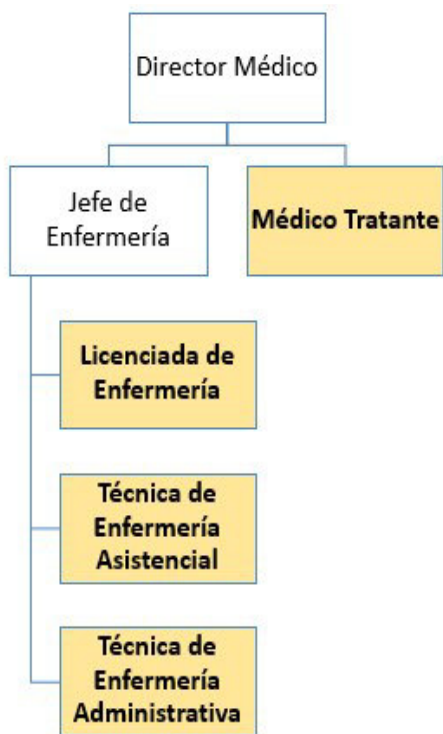 Director Médico
Jefe de
Enfermería
Médico Tratante
Licenciada de
Enfermería
Técnica de
Enfermería
Asistencial
Técnica de
Enfermería
Administrativa